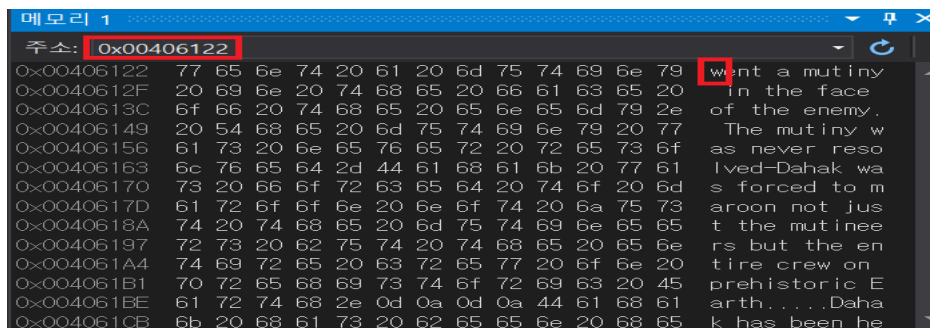 메모리 1
주소: 0x00406122
0x00406122 77 65 6e 74 20 61 20 6d 75 74 69 6e 79 went a mutiny
0x0040612F 20 69 6e 20 74 68 65 20 66 61 63 65 20 in the face
0x0040613C 6f 66 20 74 68 65 20 65 6e 65 6d 79 2e of the enemy.
0x00406149 20 54 68 65 20 6d 75 74 69 6e 79 20 77 The mutiny w
0x00406156 61 73 20 6e 65 76 65 72 20 72 65 73 6f as never reso
0x00406163 6c 76 65 64 2d 44 61 68 61 6b 20 77 61 lved-Dahak wa
0x00406170 73 20 66 6f 72 63 65 64 20 74 6f 20 6d s forced to m
0x0040617D 61 72 6f 6f 6e 20 6e 6f 74 20 6a 75 73 aroon not jus
0x0040618A 74 20 74 68 65 20 6d 75 74 69 6e 65 65 t the mutinee
0x00406197 72 73 20 62 75 74 20 74 68 65 20 65 6e rs but the en
0x004061A4 74 69 72 65 20 63 72 65 77 20 6f 6e 20 tire crew on
0x004061B1 70 72 65 68 69 73 74 6f 72 69 63 20 45 prehistoric E
0x004061BE 61 72 74 68 2e 0d 0a 0d 0a 44 61 68 61 arth.....Daha
0x004061CB 6b 20 68 61 73 20 62 65 65 6e 20 68 65 k has been he